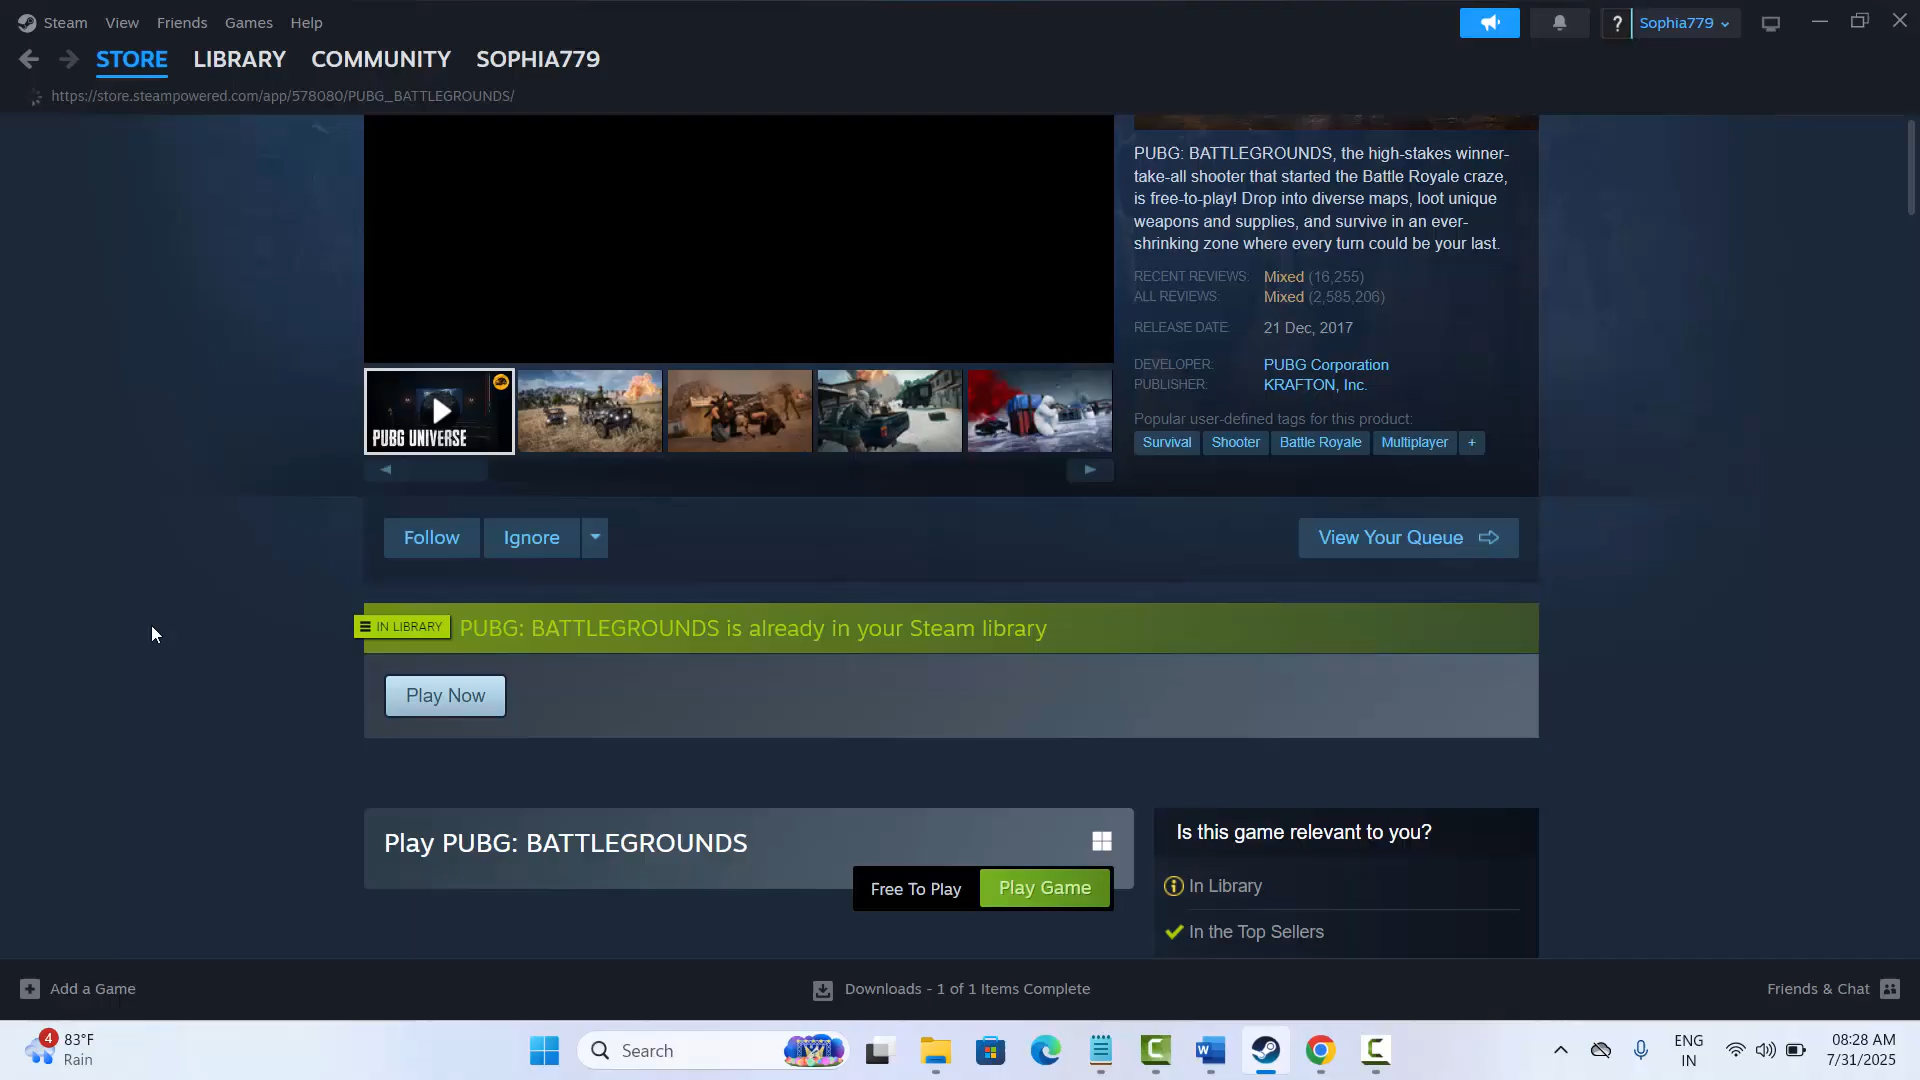 Steam View Friends Games Help
? Sophia779
STORE LIBRARY COMMUNITY SOPHIA779
https://store.steampowered.com/app/578080/PUBG_BATTLEGROUNDS/
PUBG: BATTLEGROUNDS, the high-stakes winner-
take-all shooter that started the Battle Royale craze,
is free-to-play! Drop into diverse maps, loot unique
weapons and supplies, and survive in an ever-
shrinking zone where every turn could be your last.
RECENT REVIEWS: Mixed (16,255)
ALL REVIEWS: Mixed (2,585,206)
RELEASE DATE: 21 Dec, 2017
DEVELOPER: PUBG Corporation
PUBLISHER: KRAFTON, Inc.
Popular user-defined tags for this product:
Survival Shooter Battle Royale Multiplayer +
PUBG UNIVERSE
Follow Ignore
View Your Queue
IN LIBRARY PUBG: BATTLEGROUNDS is already in your Steam library
Play Now
Play PUBG: BATTLEGROUNDS
Free To Play Play Game
Is this game relevant to you?
In Library
In the Top Sellers
Add a Game
Downloads - 1 of 1 Items Complete
Friends & Chat
4 83°F
Rain
Search
ENG
IN
08:28 AM
7/31/2025